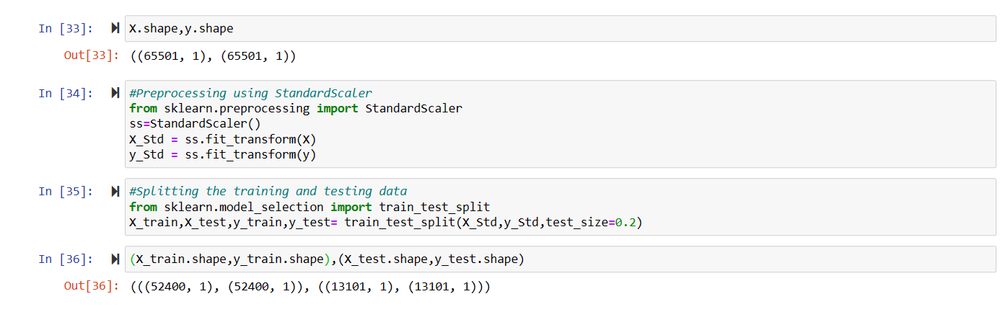 In [33]: X.shape,y.shape
Out[33]: ((65501, 1), (65501, 1))
In [34]: #Preprocessing using StandardScaler
from sklearn.preprocessing import StandardScaler
ss=StandardScaler()
X_Std = ss.fit_transform(X)
y_Std = ss.fit_transform(y)
In [35]: #Splitting the training and testing data
from sklearn.model_selection import train_test_split
X_train,X_test,y_train,y_test= train_test_split(X_Std,y_Std,test_size=0.2)
In [36]: (X_train.shape,y_train.shape),(X_test.shape,y_test.shape)
Out[36]: (((52400, 1), (52400, 1)), ((13101, 1), (13101, 1)))